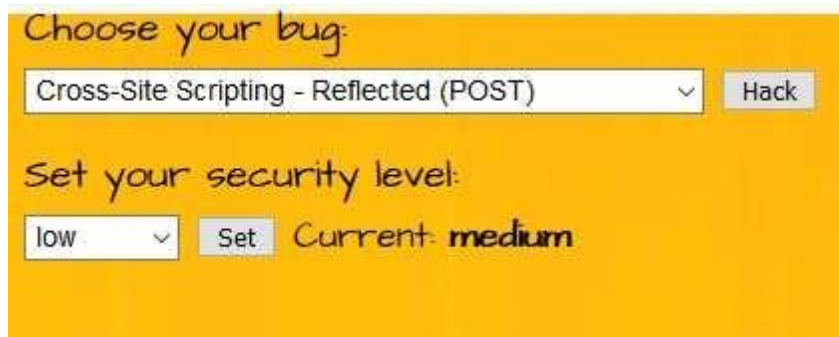 Choose your bug:
Cross-Site Scripting - Reflected (POST) Hack
Set your security level:
low Set Current: medium